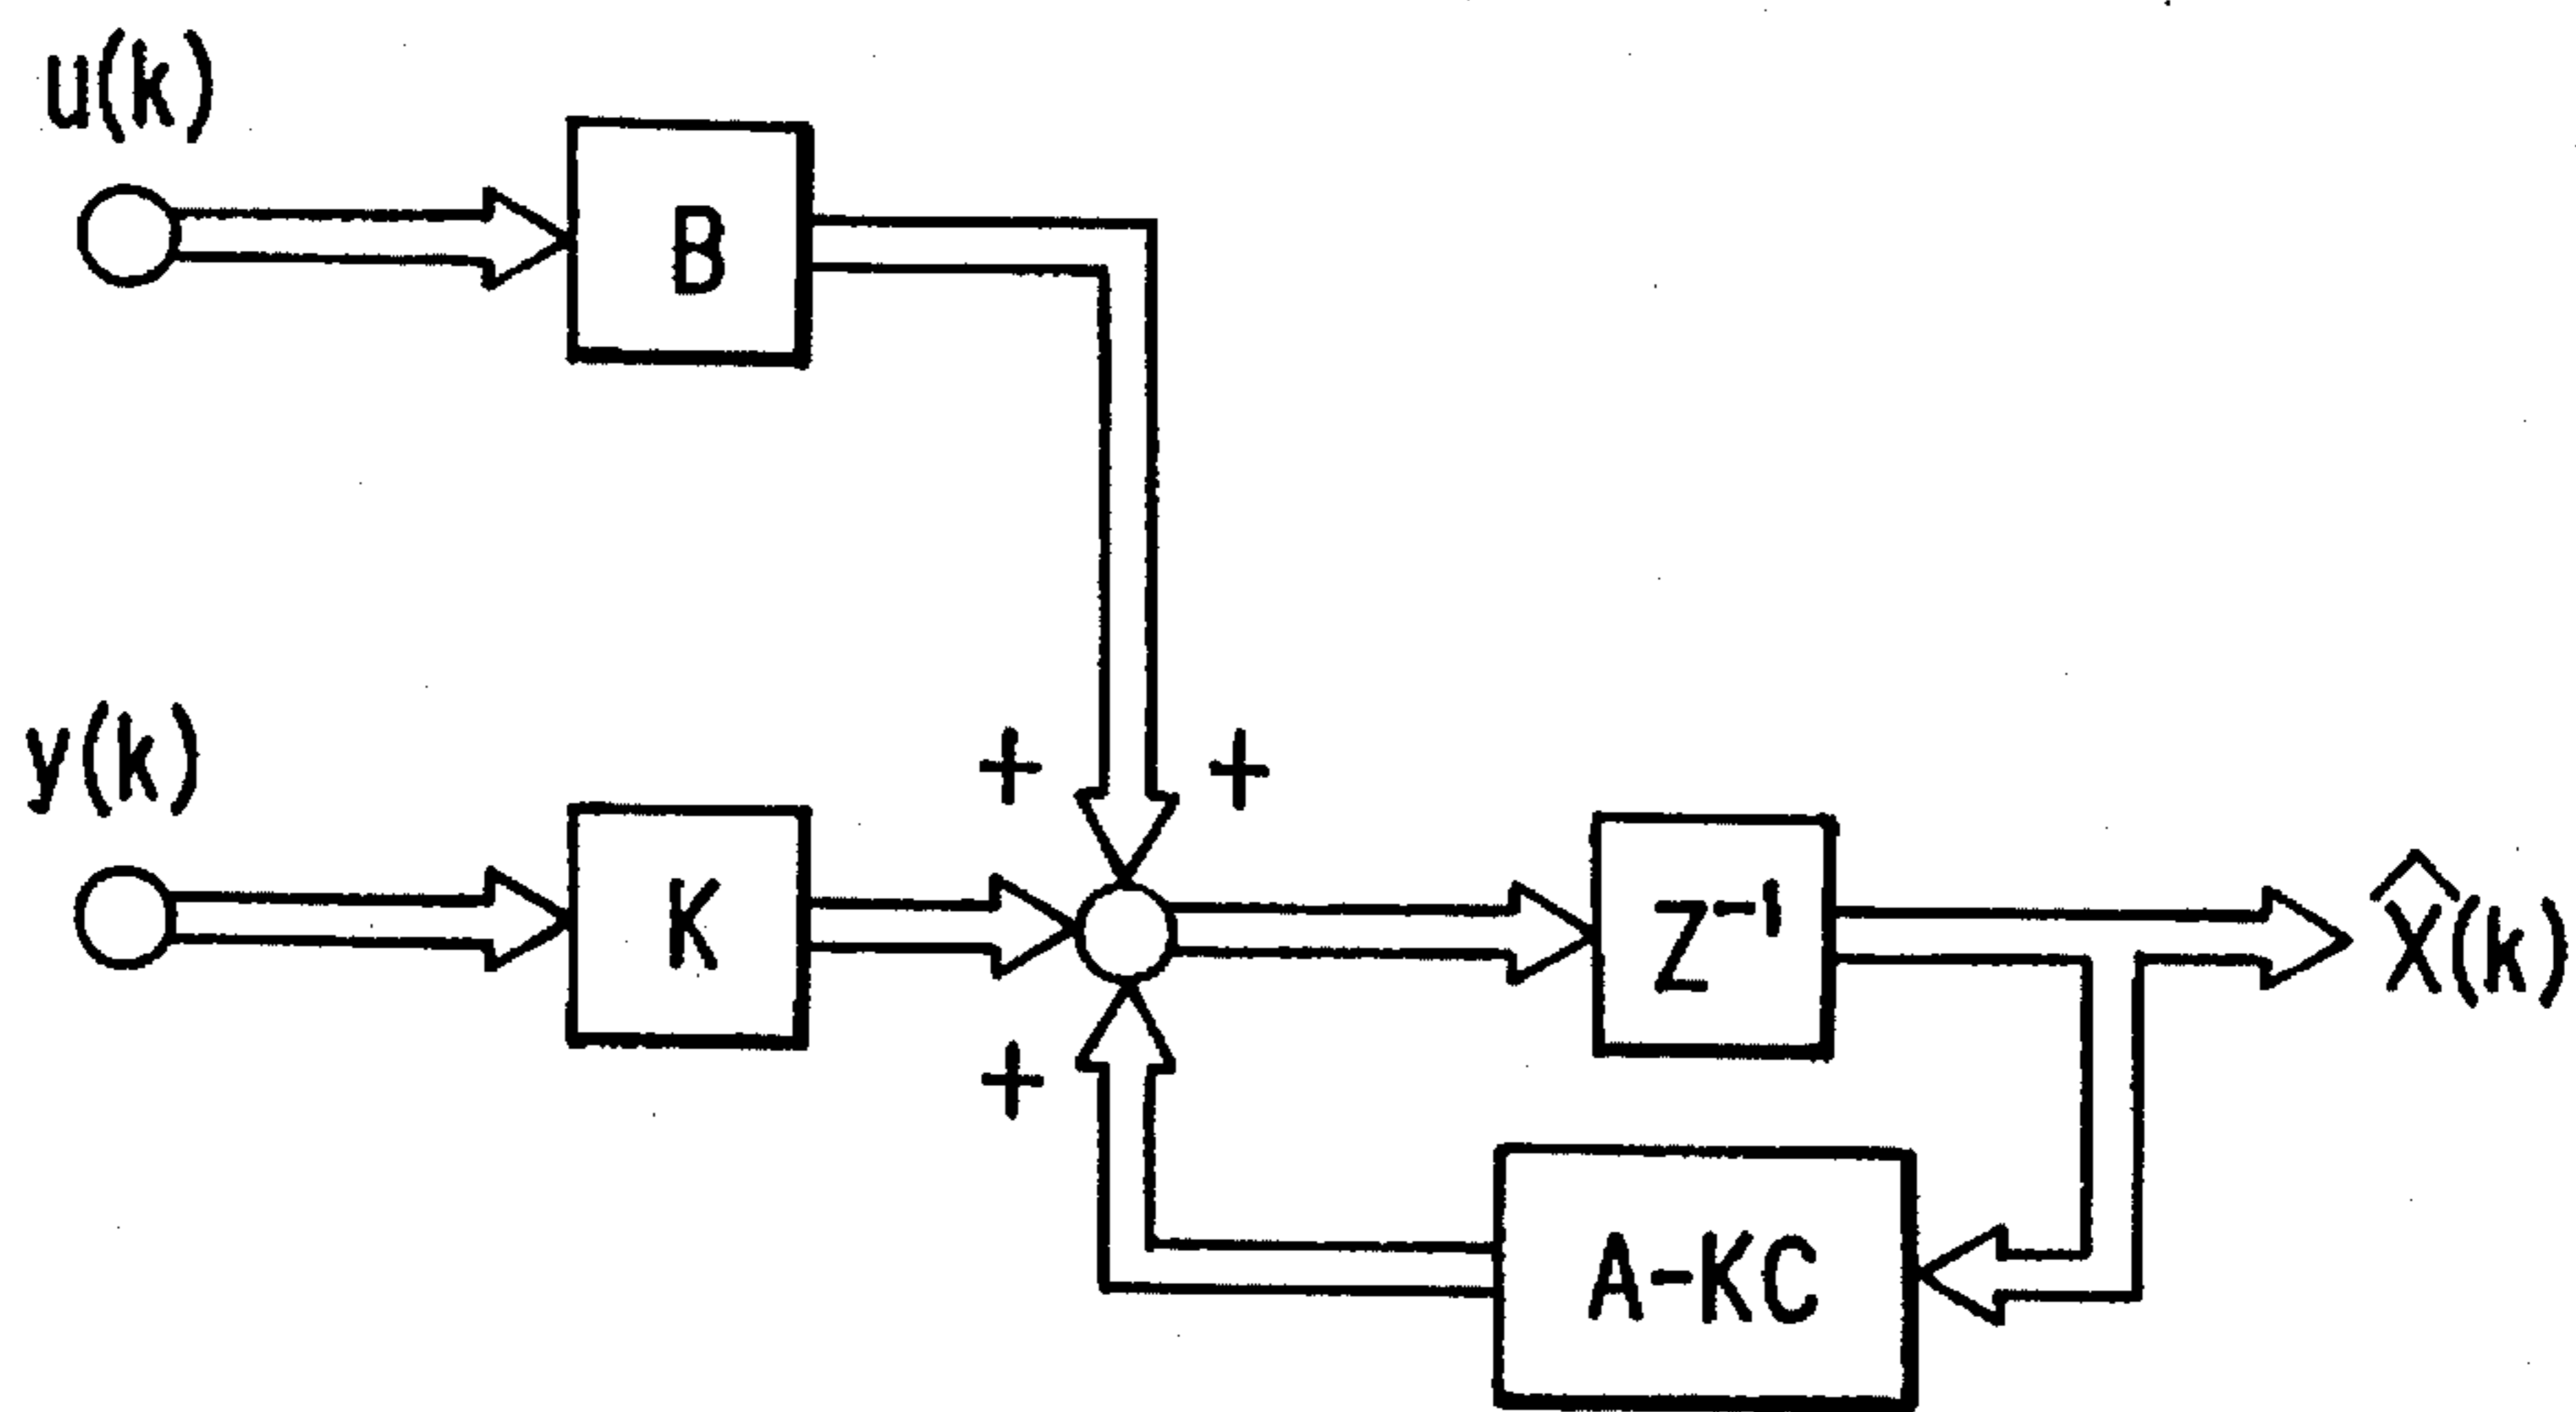 u(k)
B
y(k)
+ +
K
Z⁻¹
X̂(k)
+
A-KC